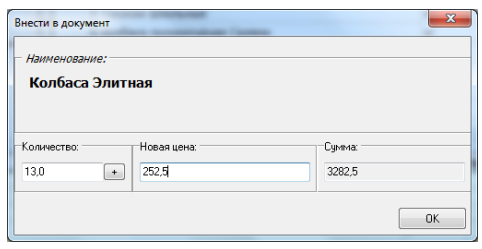 Внести в документ
Наименование:
Колбаса Элитная
Количество: Новая цена: Сумма:
13,0 + 252,5 3282,5
OK